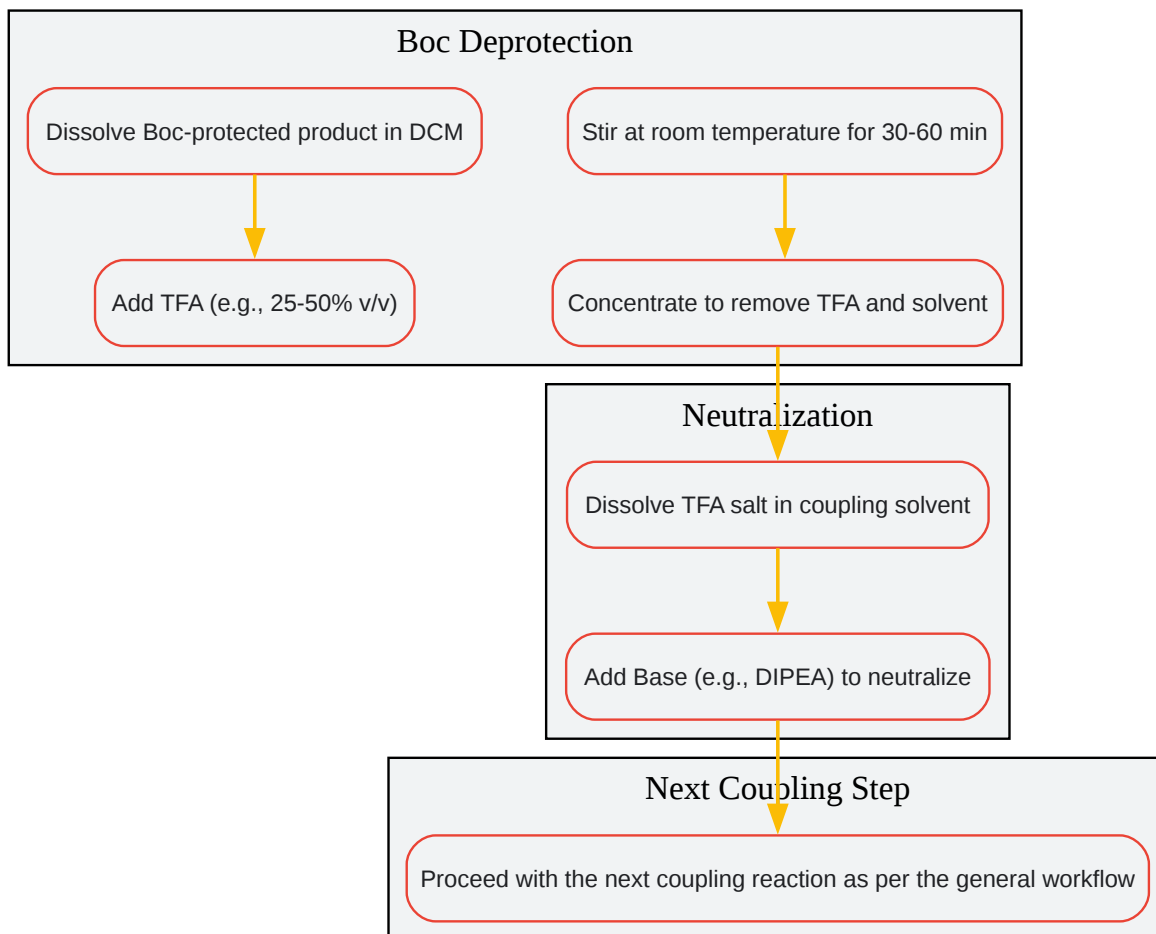 Boc Deprotection
Dissolve Boc-protected product in DCM
Add TFA (e.g., 25-50% v/v)
Stir at room temperature for 30-60 min
Concentrate to remove TFA and solvent
Neutralization
Dissolve TFA salt in coupling solvent
Add Base (e.g., DIPEA) to neutralize
Next Coupling Step
Proceed with the next coupling reaction as per the general workflow